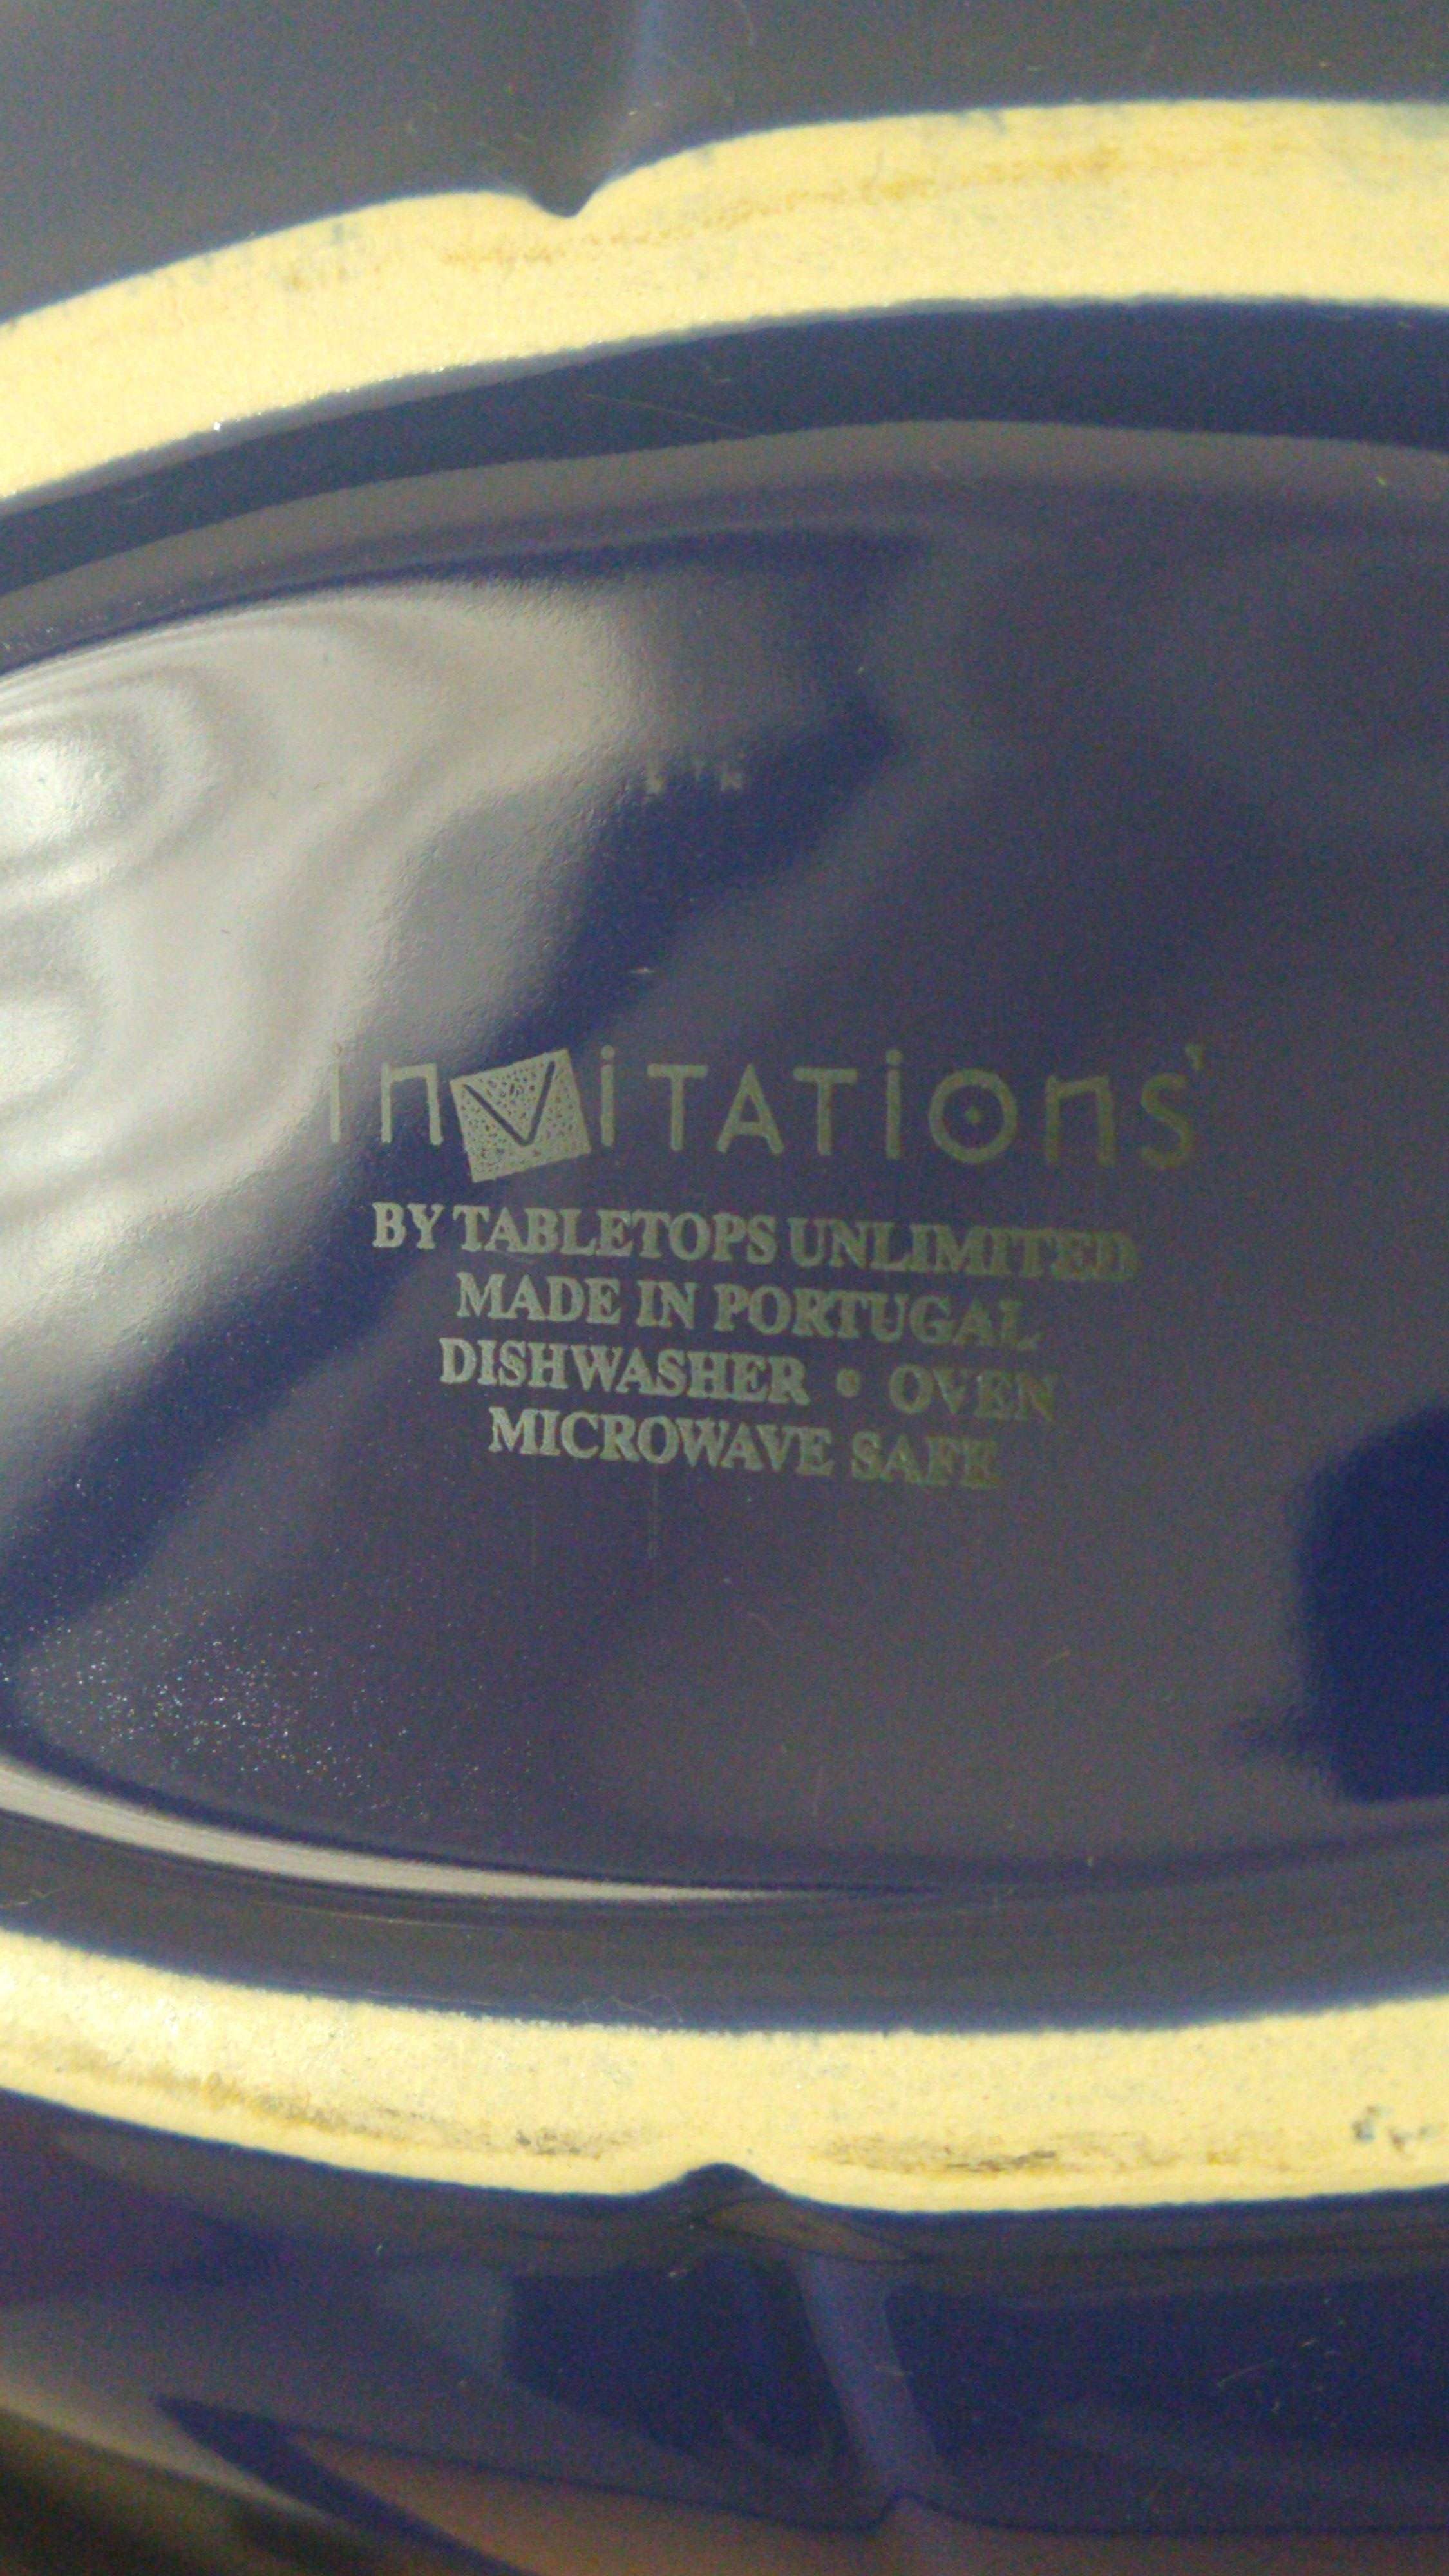 inViTATiOnS
BY TABLETOPS UNLIMITED
MADE IN PORTUGAL
DISHWASHER • OVEN
MICROWAVE SAFE